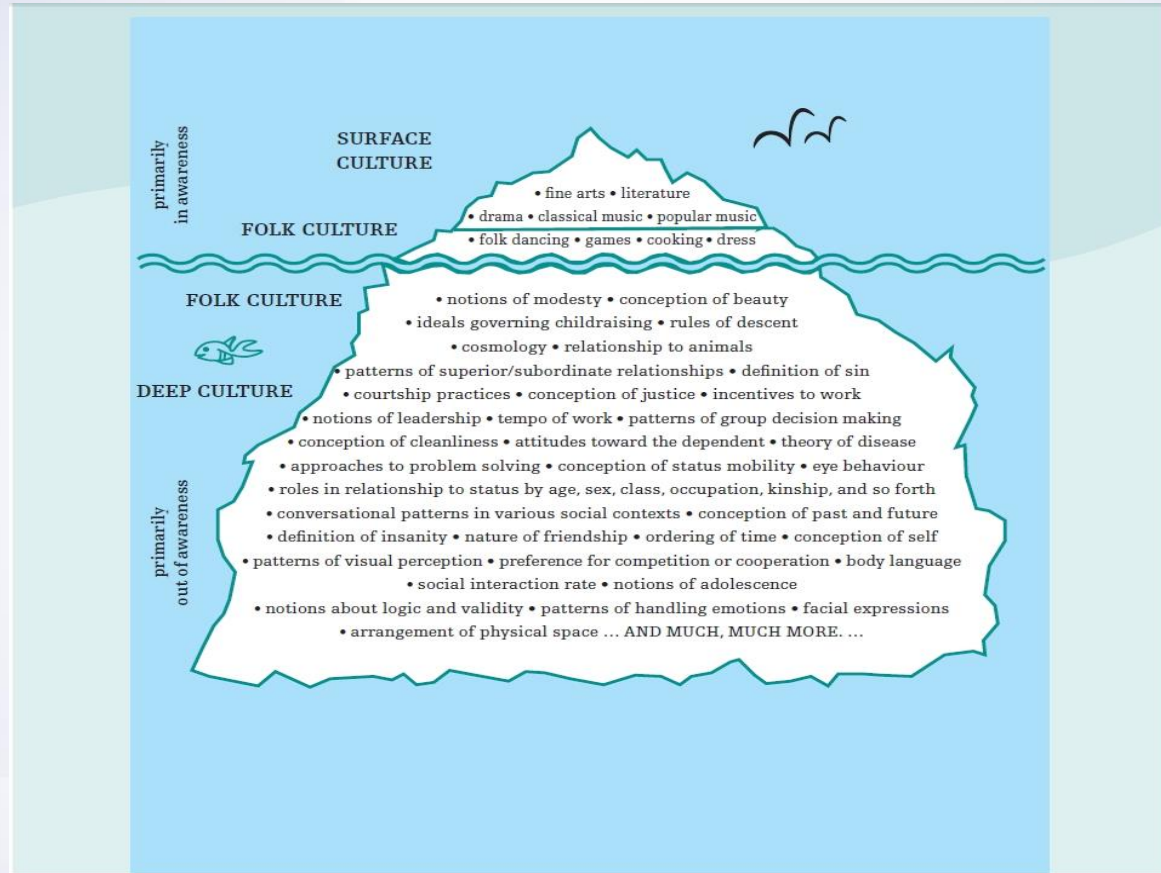 primarily
in awareness
SURFACE
CULTURE
• fine arts • literature
• drama • classical music • popular music
FOLK CULTURE
• folk dancing • games • cooking • dress
FOLK CULTURE
• notions of modesty • conception of beauty
• ideals governing childraising • rules of descent
• cosmology • relationship to animals
• patterns of superior/subordinate relationships • definition of sin
DEEP CULTURE
• courtship practices • conception of justice • incentives to work
• notions of leadership • tempo of work • patterns of group decision making
• conception of cleanliness • attitudes toward the dependent • theory of disease
• approaches to problem solving • conception of status mobility • eye behaviour
• roles in relationship to status by age, sex, class, occupation, kinship, and so forth
primarily
out of awareness
• conversational patterns in various social contexts • conception of past and future
• definition of insanity • nature of friendship • ordering of time • conception of self
• patterns of visual perception • preference for competition or cooperation • body language
• social interaction rate • notions of adolescence
• notions about logic and validity • patterns of handling emotions • facial expressions
• arrangement of physical space … AND MUCH, MUCH MORE. …